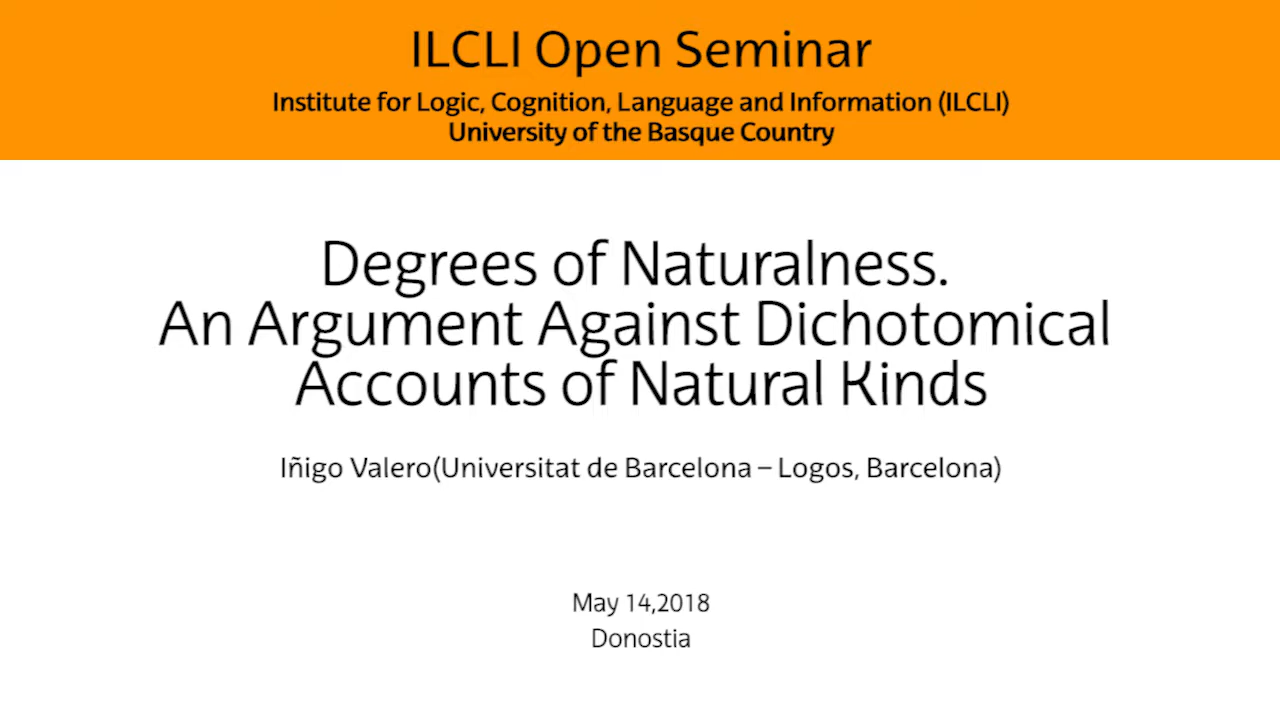 ILCLI Open Seminar
Institute for Logic, Cognition, Language and Information (ILCLI)
University of the Basque Country
Degrees of Naturalness.
An Argument Against Dichotomical
Accounts of Natural Kinds
Iñigo Valero(Universitat de Barcelona – Logos, Barcelona)
May 14,2018
Donostia